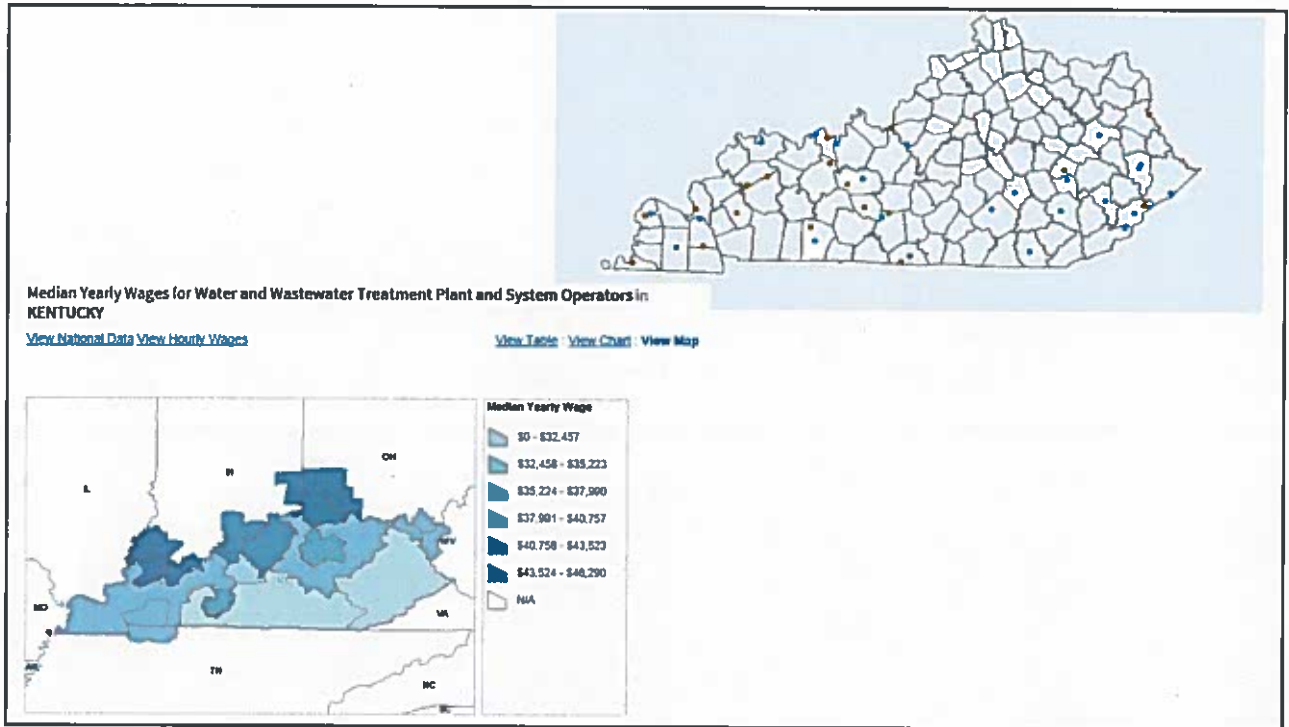 Median Yearly Wages for Water and Wastewater Treatment Plant and System Operators in
KENTUCKY
View National Data View Hourly Wages
View Table : View Chart : View Map
Median Yearly Wage
$0 - $32,457
$32,458 - $35,223
$35,224 - $37,990
$37,991 - $40,757
$40,758 - $43,523
$43,524 - $46,290
N/A
OH
IN
IL
WV
MO
VA
TN
NC